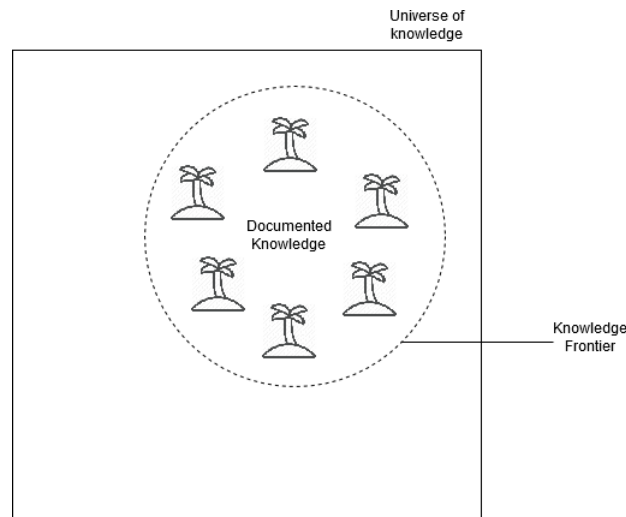 Universe of
knowledge
Documented
Knowledge
Knowledge
Frontier